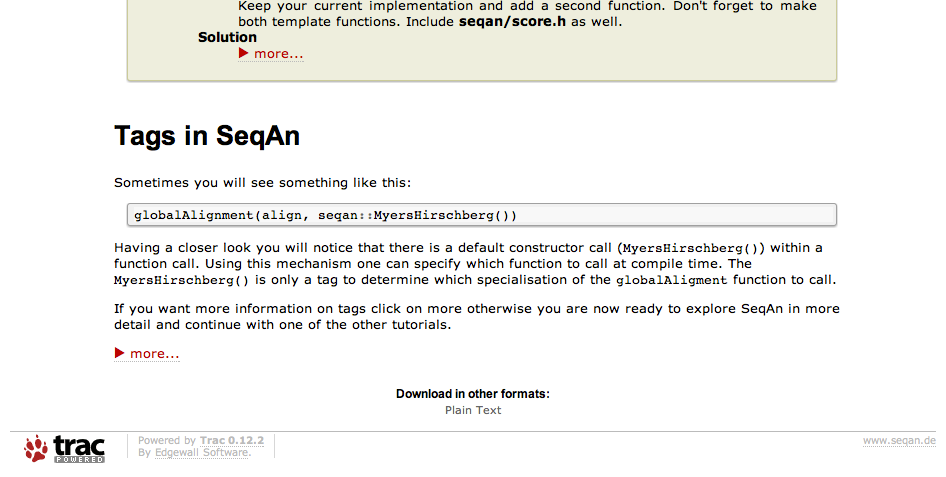 Keep your current implementation and add a second function. Don't forget to make
both template functions. Include seqan/score.h as well.
Solution
▶ more...
Tags in SeqAn
Sometimes you will see something like this:
globalAlignment(align, seqan::MyersHirschberg())
Having a closer look you will notice that there is a default constructor call (MyersHirschberg()) within a
function call. Using this mechanism one can specify which function to call at compile time. The
MyersHirschberg() is only a tag to determine which specialisation of the globalAligment function to call.
If you want more information on tags click on more otherwise you are now ready to explore SeqAn in more
detail and continue with one of the other tutorials.
▶ more...
Download in other formats:
Plain Text
trac
POWERED
Powered by Trac 0.12.2
By Edgewall Software.
www.seqan.de